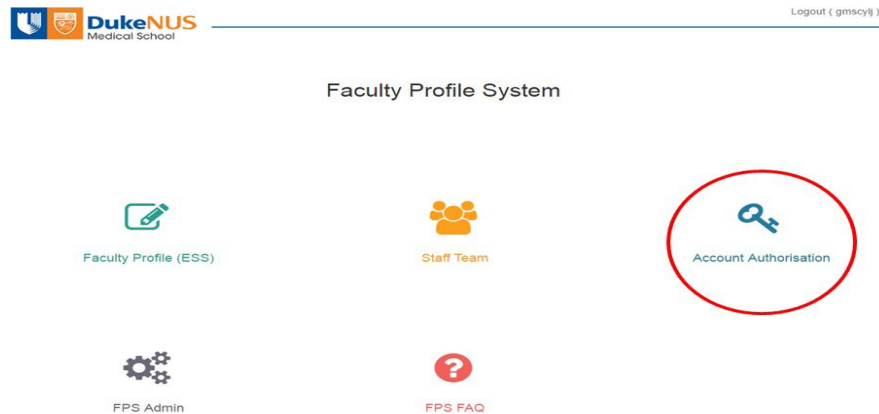 Logout ( gmscylj )
DukeNUS
Medical School
Faculty Profile System
Faculty Profile (ESS)
Staff Team
Account Authorisation
FPS Admin
?
FPS FAQ